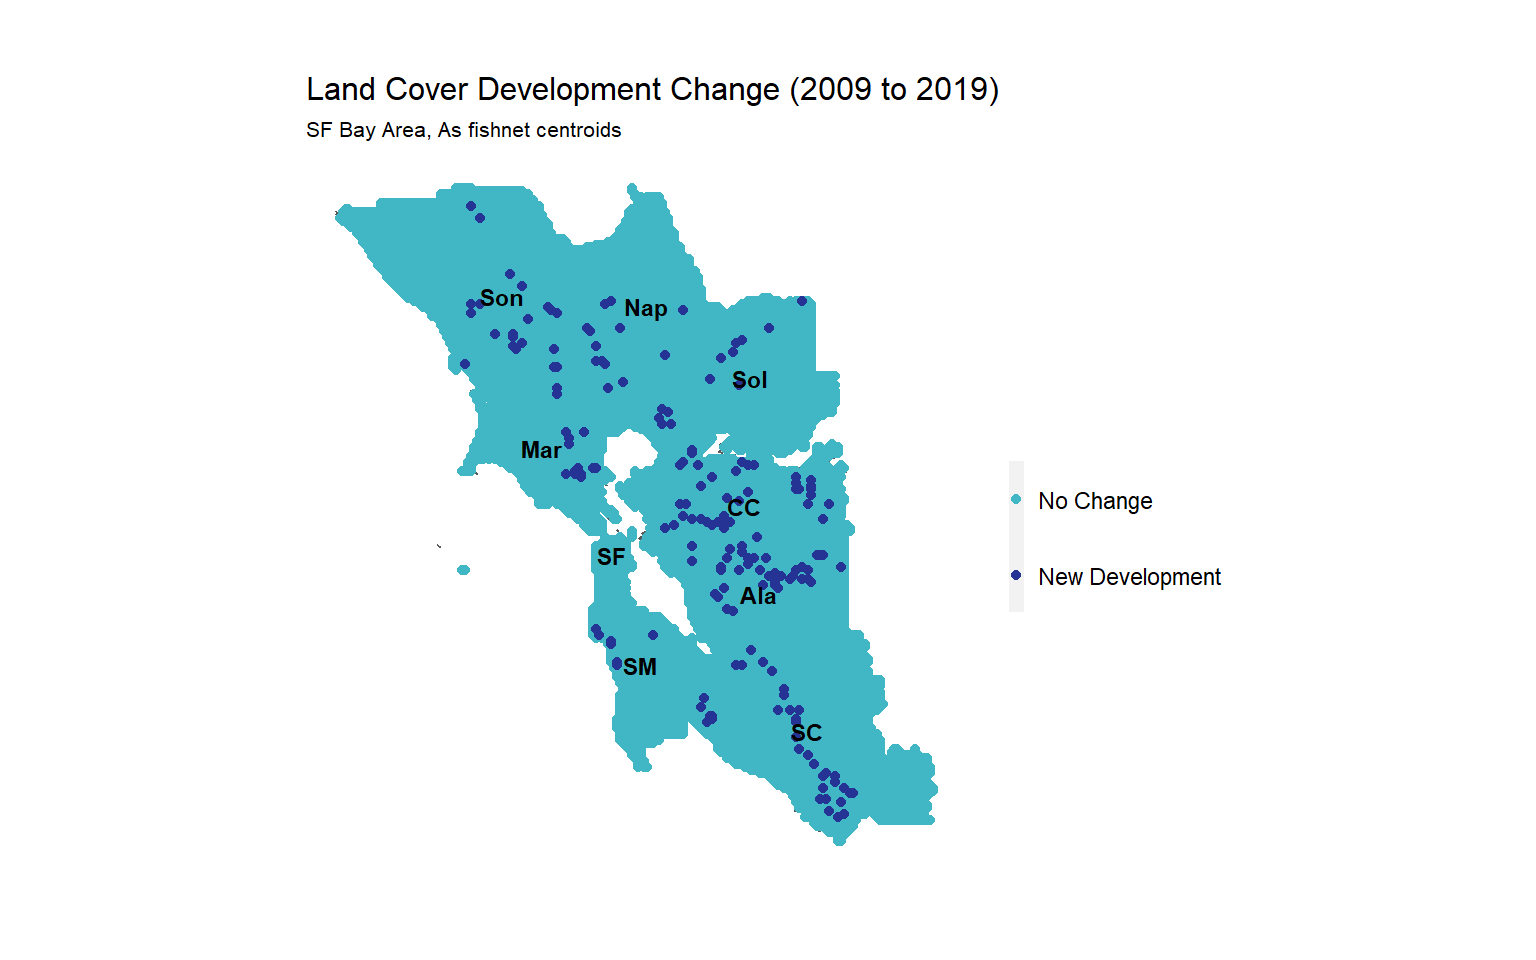 Land Cover Development Change (2009 to 2019)
SF Bay Area, As fishnet centroids
Son
Nap
Sol
Mar
CC
SF
Ala
SM
SC
No Change
New Development